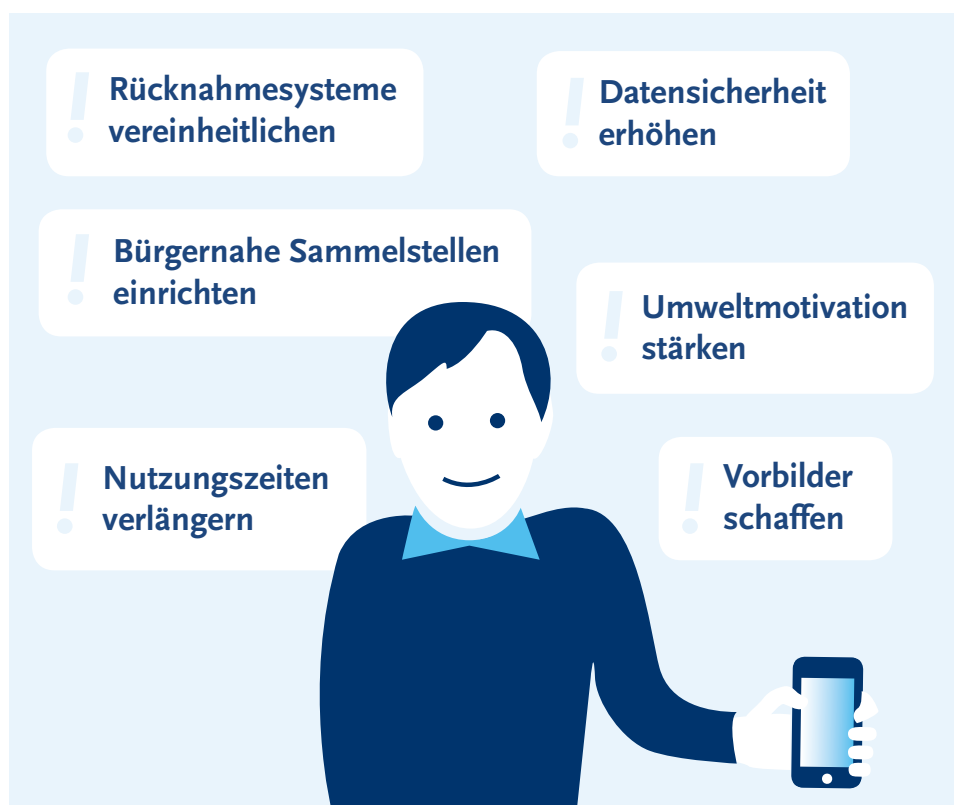 Rücknahmesysteme
vereinheitlichen
Datensicherheit
erhöhen
Bürgernahe Sammelstellen
einrichten
Umweltmotivation
stärken
Nutzungszeiten
verlängern
Vorbilder
schaffen